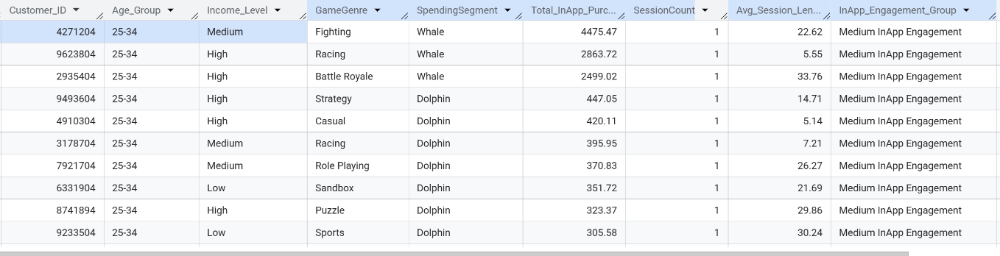 Customer_ID Age_Group Income_Level GameGenre SpendingSegment Total_InApp_Purc... SessionCount Avg_Session_Len... InApp_Engagement_Group
4271204 25-34 Medium Fighting Whale 4475.47 1 22.62 Medium InApp Engagement
9623804 25-34 High Racing Whale 2863.72 1 5.55 Medium InApp Engagement
2935404 25-34 High Battle Royale Whale 2499.02 1 33.76 Medium InApp Engagement
9493604 25-34 High Strategy Dolphin 447.05 1 14.71 Medium InApp Engagement
4910304 25-34 High Casual Dolphin 420.11 1 5.14 Medium InApp Engagement
3178704 25-34 Medium Racing Dolphin 395.95 1 7.21 Medium InApp Engagement
7921704 25-34 Medium Role Playing Dolphin 370.83 1 26.27 Medium InApp Engagement
6331904 25-34 Low Sandbox Dolphin 351.72 1 21.69 Medium InApp Engagement
8741894 25-34 High Puzzle Dolphin 323.37 1 29.86 Medium InApp Engagement
9233504 25-34 Low Sports Dolphin 305.58 1 30.24 Medium InApp Engagement